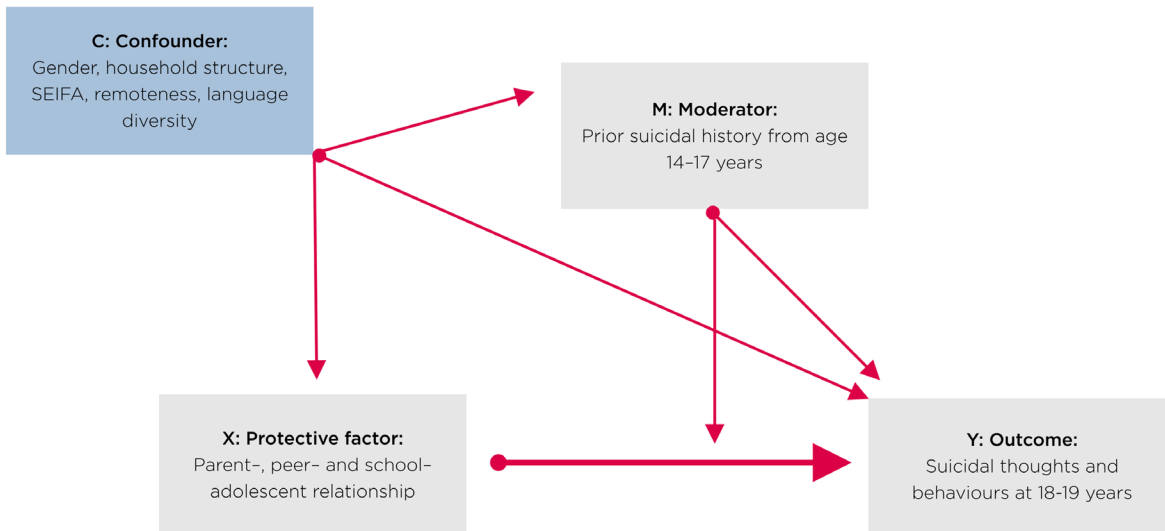 C: Confounder:
Gender, household structure,
SEIFA, remoteness, language
diversity
M: Moderator:
Prior suicidal history from age
14–17 years
X: Protective factor:
Parent–, peer– and school–
adolescent relationship
Y: Outcome:
Suicidal thoughts and
behaviours at 18-19 years